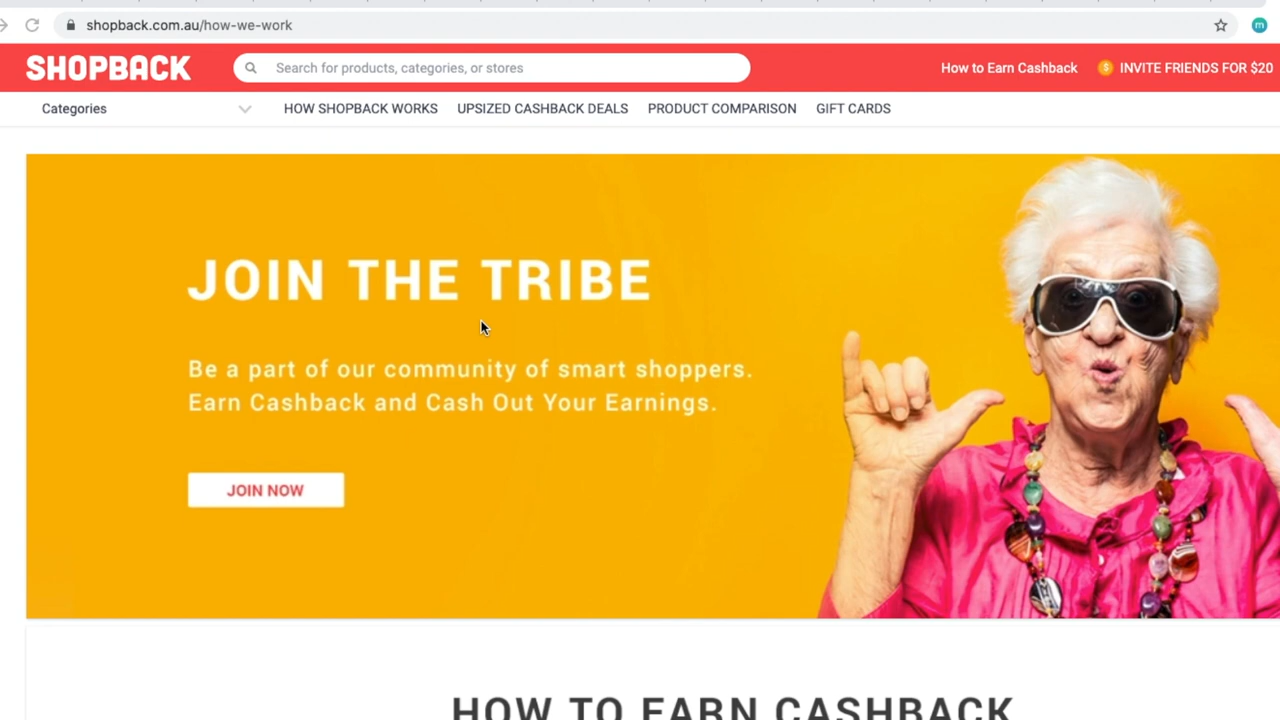 shopback.com.au/how-we-work
m
SHOPBACK
Search for products, categories, or stores
How to Earn Cashback
$
INVITE FRIENDS FOR $20
Categories
HOW SHOPBACK WORKS
UPSIZED CASHBACK DEALS
PRODUCT COMPARISON
GIFT CARDS
JOIN THE TRIBE
Be a part of our community of smart shoppers.
Earn Cashback and Cash Out Your Earnings.
JOIN NOW
HOW TO EARN CASHBACK